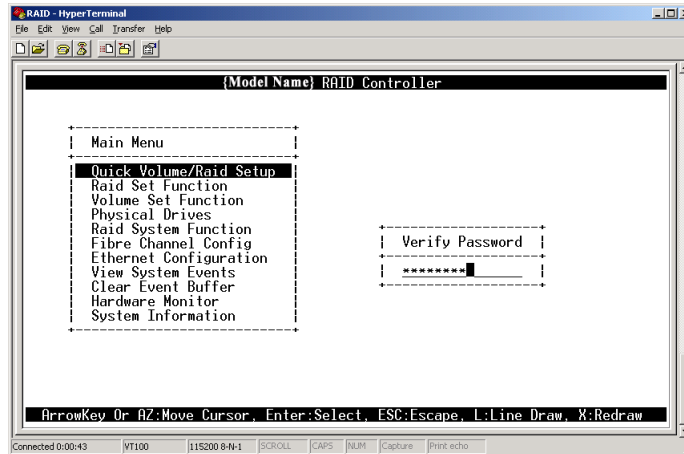 RAID - HyperTerminal
File Edit View Call Transfer Help
{Model Name} RAID Controller
Main Menu
Quick Volume/Raid Setup
Raid Set Function
Volume Set Function
Physical Drives
Raid System Function
Fibre Channel Config
Ethernet Configuration
View System Events
Clear Event Buffer
Hardware Monitor
System Information
Verify Password
********
ArrowKey Or AZ:Move Cursor, Enter:Select, ESC:Escape, L:Line Draw, X:Redraw
Connected 0:00:43 VT100 115200 8-N-1 SCROLL CAPS NUM Capture Print echo